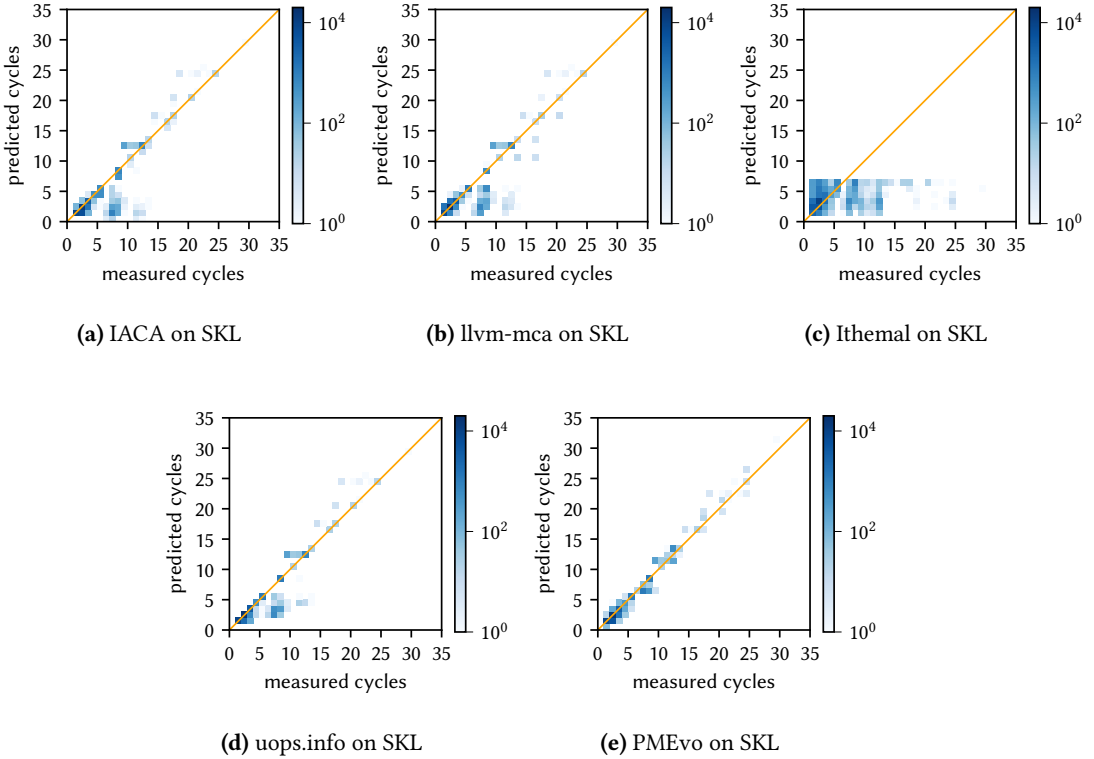 35
30
25
20
15
10
5
0
predicted cycles
0 5 10 15 20 25 30 35
measured cycles
10^4
10^2
10^0
(a) IACA on SKL
35
30
25
20
15
10
5
0
predicted cycles
0 5 10 15 20 25 30 35
measured cycles
10^4
10^2
10^0
(b) llvm-mca on SKL
35
30
25
20
15
10
5
0
predicted cycles
0 5 10 15 20 25 30 35
measured cycles
10^4
10^2
10^0
(c) Ithemal on SKL
35
30
25
20
15
10
5
0
predicted cycles
0 5 10 15 20 25 30 35
measured cycles
10^4
10^2
10^0
(d) uops.info on SKL
35
30
25
20
15
10
5
0
predicted cycles
0 5 10 15 20 25 30 35
measured cycles
10^4
10^2
10^0
(e) PMEvo on SKL